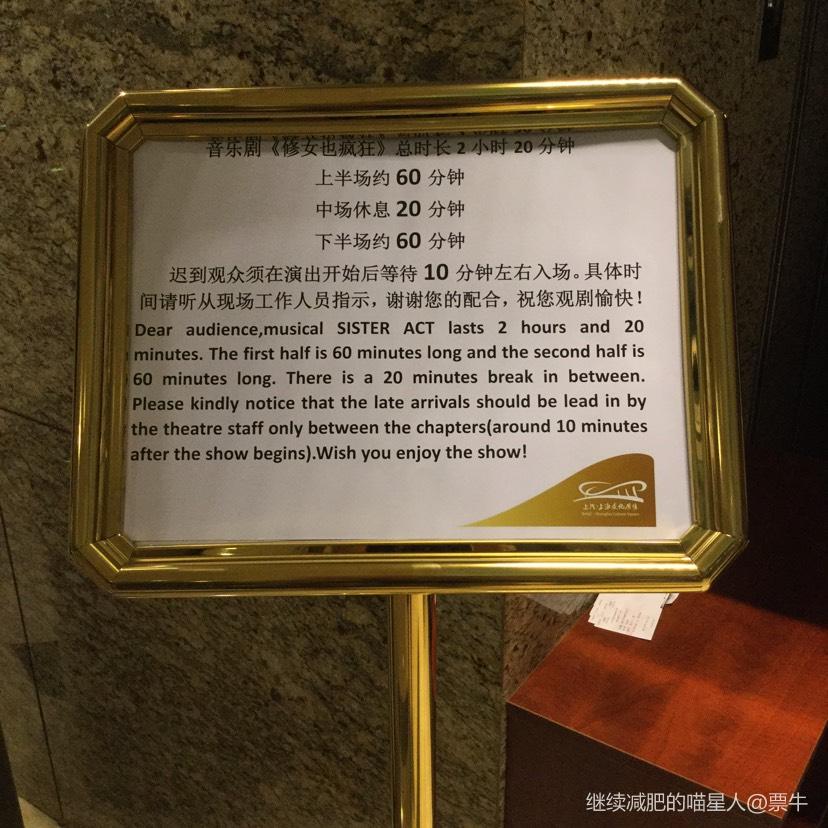 音乐剧《修女也疯狂》总时长 2 小时 20 分钟
上半场约 60 分钟
中场休息 20 分钟
下半场约 60 分钟
迟到观众须在演出开始后等待 10 分钟左右入场。具体时
间请听从现场工作人员指示，谢谢您的配合，祝您观剧愉快！
Dear audience,musical SISTER ACT lasts 2 hours and 20
minutes. The first half is 60 minutes long and the second half is
60 minutes long. There is a 20 minutes break in between.
Please kindly notice that the late arrivals should be lead in by
the theatre staff only between the chapters(around 10 minutes
after the show begins).Wish you enjoy the show!
上汽·上海文化广场
继续减肥的喵星人@票牛